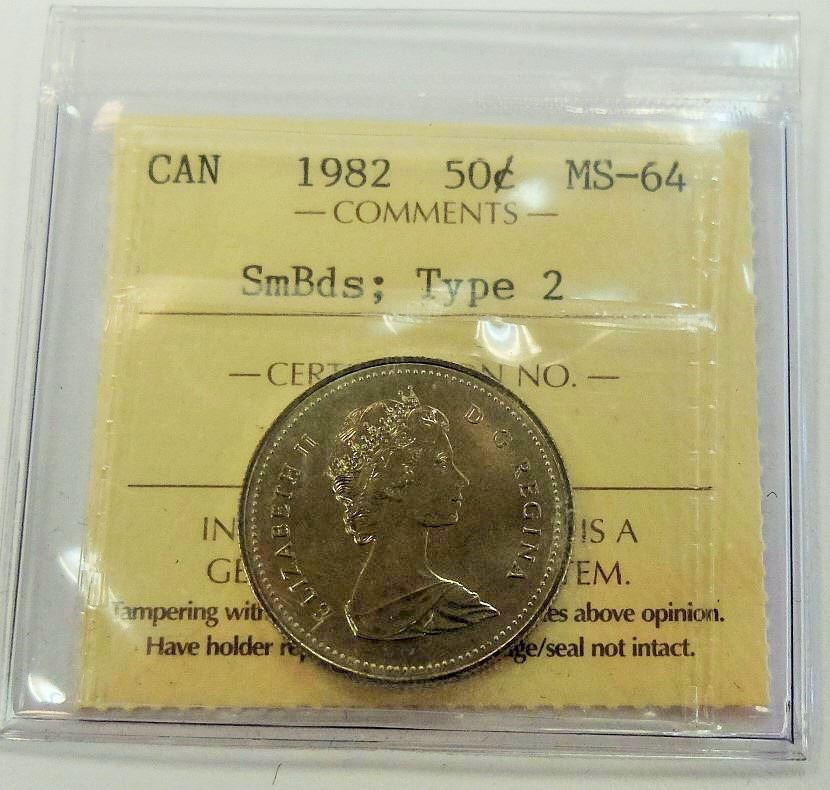 CAN 1982 50¢ MS-64
— COMMENTS —
SmBds; Type 2
— CERT N NO. —
ELIZABETH II D·G·REGINA
IN IS A
GE TEM.
Tampering with es above opinion.
Have holder re ge/seal not intact.